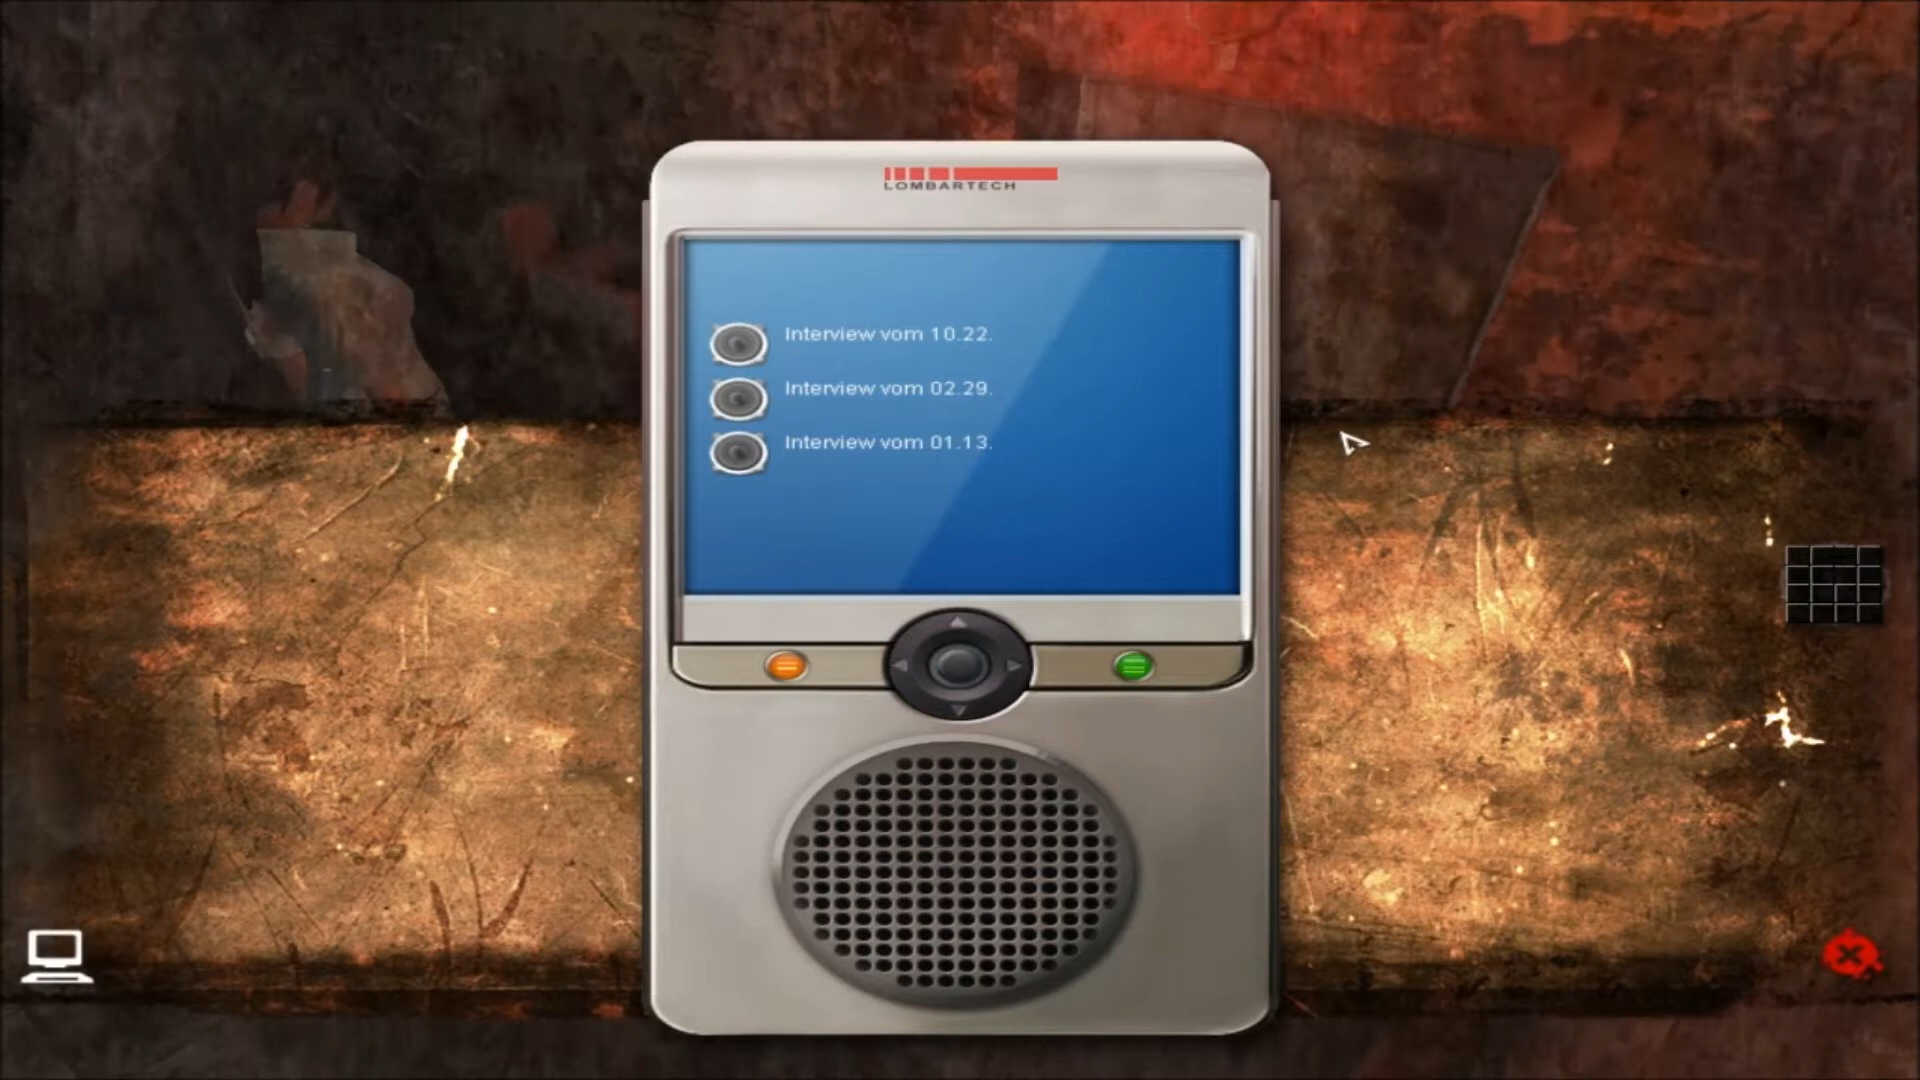 LOMBARTECH
Interview vom 10.22.
Interview vom 02.29.
Interview vom 01.13.